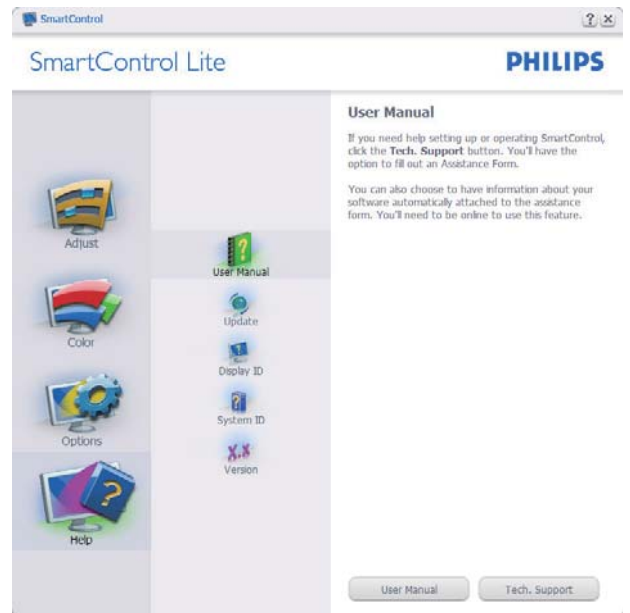 SmartControl
SmartControl Lite
PHILIPS
Adjust
Color
Options
Help
User Manual
Update
Display ID
System ID
X.X
Version
User Manual
If you need help setting up or operating SmartControl,
click the Tech. Support button. You'll have the
option to fill out an Assistance Form.
You can also choose to have information about your
software automatically attached to the assistance
form. You'll need to be online to use this feature.
User Manual
Tech. Support